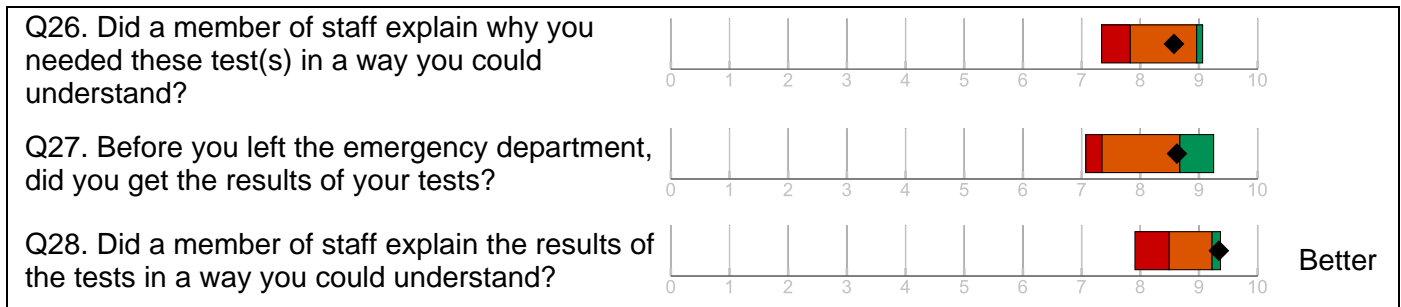 Q26. Did a member of staff explain why you
needed these test(s) in a way you could
understand?
0 1 2 3 4 5 6 7 8 9 10
Q27. Before you left the emergency department,
did you get the results of your tests?
0 1 2 3 4 5 6 7 8 9 10
Q28. Did a member of staff explain the results of
the tests in a way you could understand?
Better
0 1 2 3 4 5 6 7 8 9 10